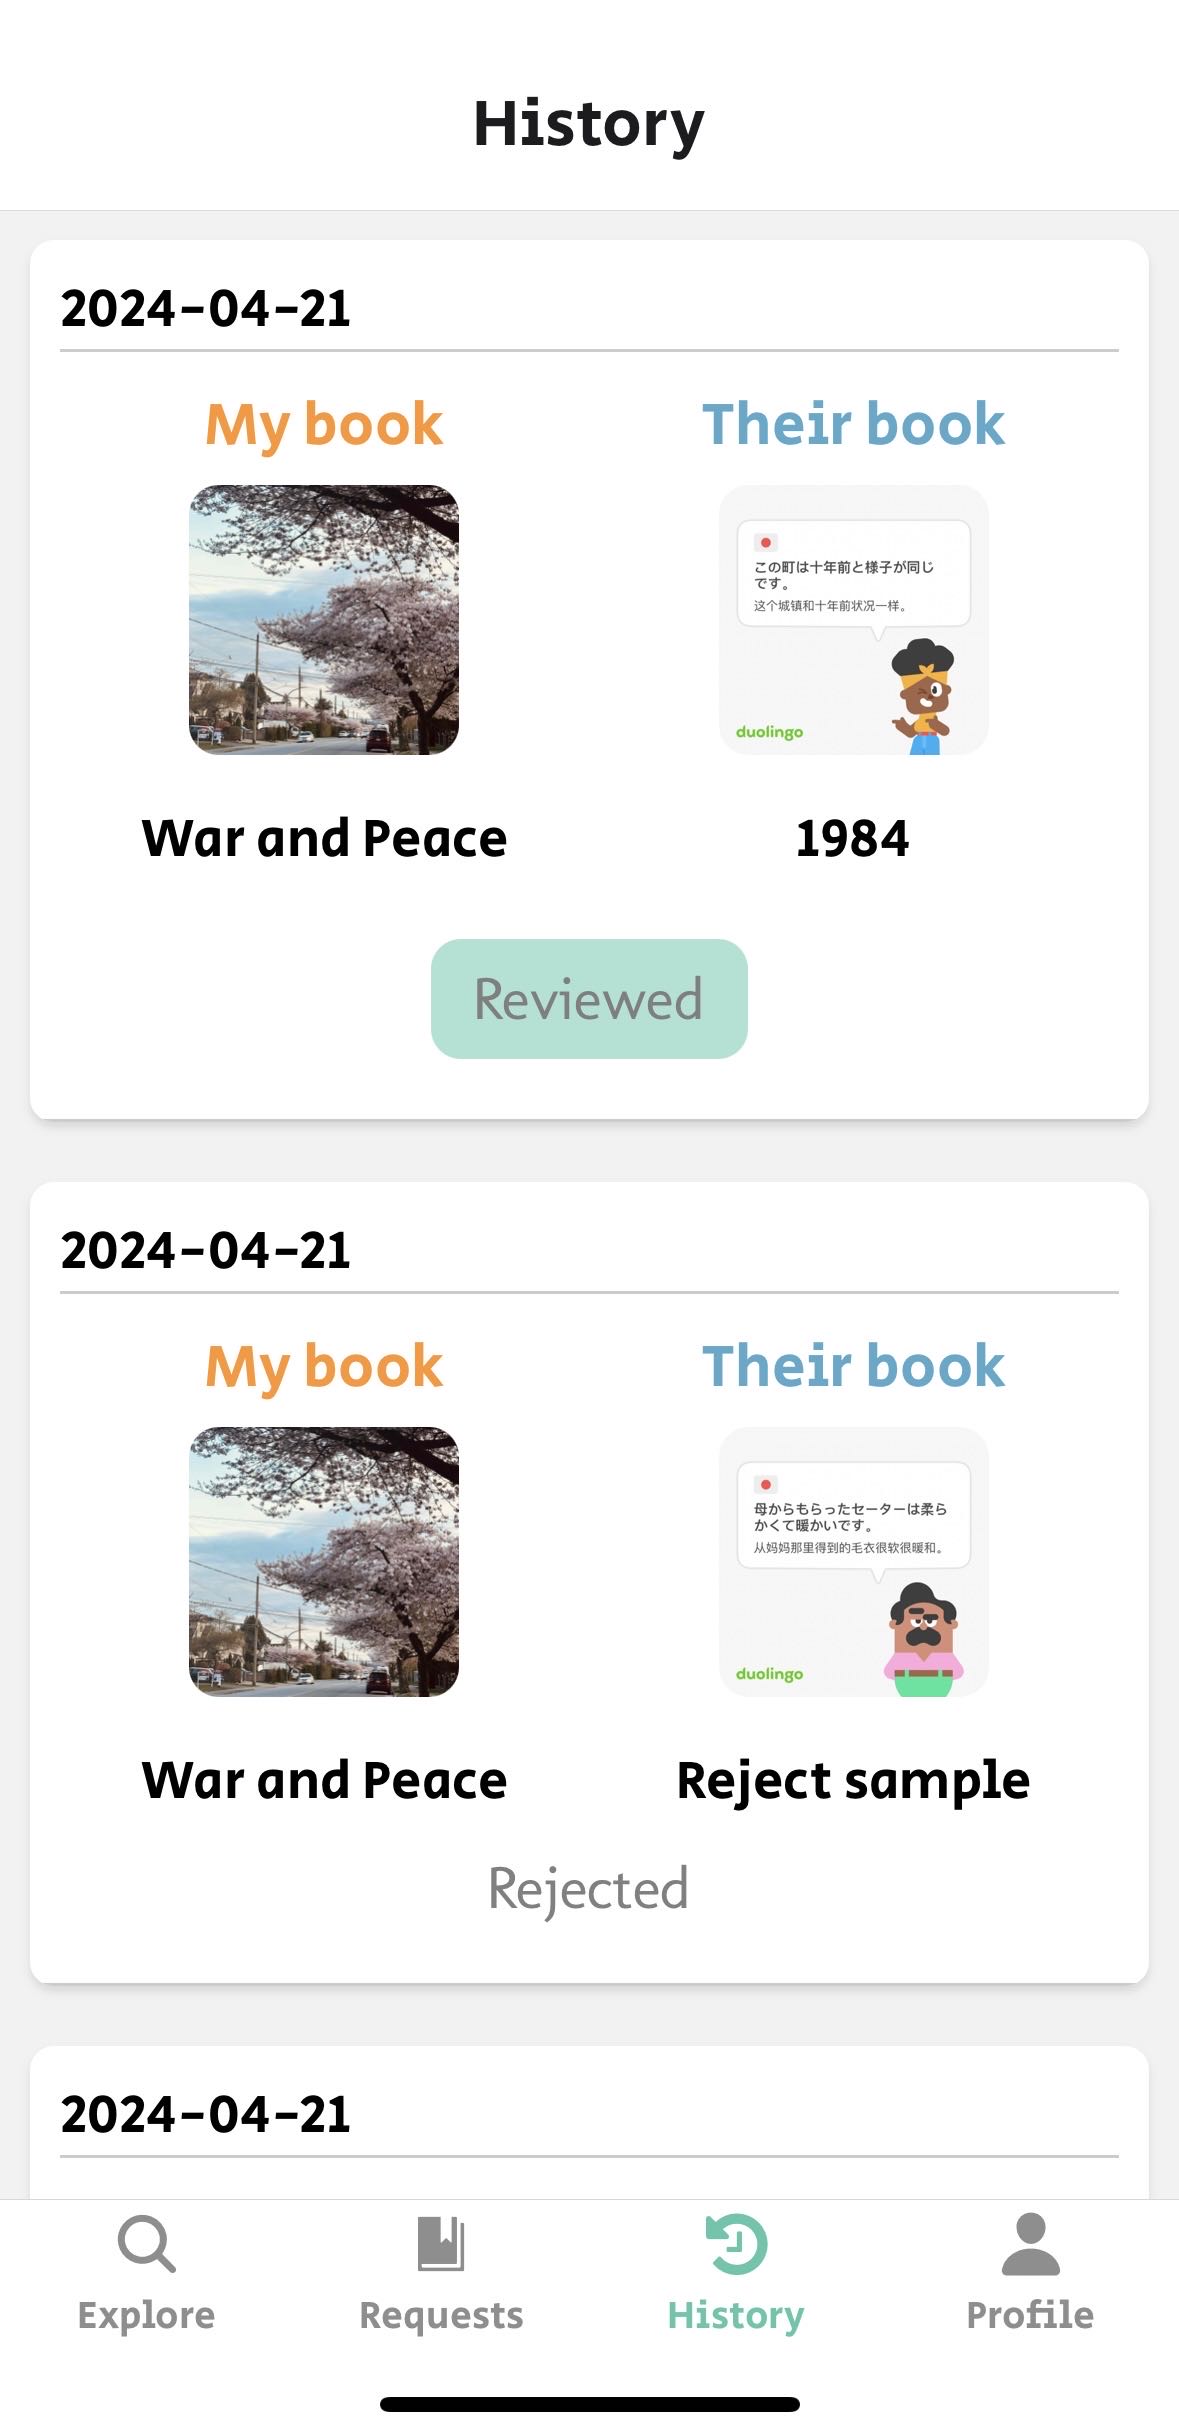 History
2024-04-21
My book
Their book
この町は十年前と様子が同じ
です。
这个城镇和十年前状况一样。
duolingo
War and Peace
1984
Reviewed
2024-04-21
My book
Their book
母からもらったセーターは柔ら
かくて暖かいです。
从妈妈那里得到的毛衣很软很暖和。
duolingo
War and Peace
Reject sample
Rejected
2024-04-21
Explore
Requests
History
Profile